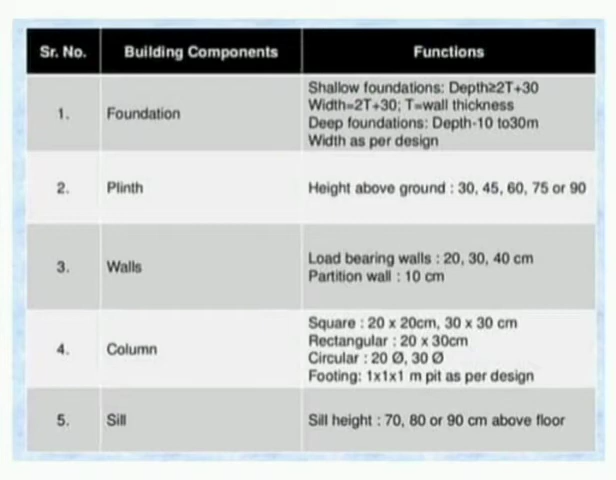 Sr. No. Building Components Functions
1. Foundation
Shallow foundations: Depth≥2T+30
Width=2T+30; T=wall thickness
Deep foundations: Depth-10 to30m
Width as per design
2. Plinth
Height above ground : 30, 45, 60, 75 or 90
3. Walls
Load bearing walls : 20, 30, 40 cm
Partition wall : 10 cm
4. Column
Square : 20 x 20cm, 30 x 30 cm
Rectangular : 20 x 30cm
Circular : 20 Ø, 30 Ø
Footing: 1x1x1 m pit as per design
5. Sill
Sill height : 70, 80 or 90 cm above floor